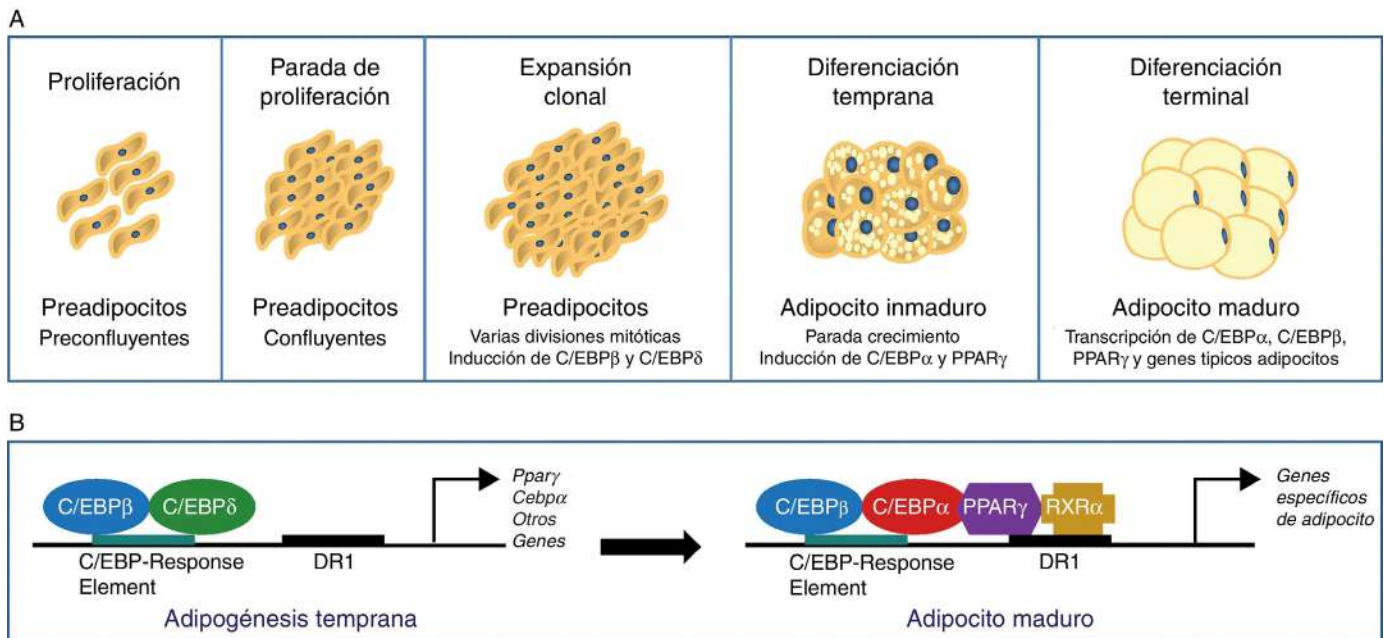 A
Proliferación
Preadipocitos
Preconfluyentes
Parada de
proliferación
Preadipocitos
Confluyentes
Expansión
clonal
Preadipocitos
Varias divisiones mitóticas
Inducción de C/EBPβ y C/EBPδ
Diferenciación
temprana
Adipocito inmaduro
Parada crecimiento
Inducción de C/EBPα y PPARγ
Diferenciación
terminal
Adipocito maduro
Transcripción de C/EBPα, C/EBPβ,
PPARγ y genes tipicos adipocitos
B
C/EBPβ
C/EBPδ
C/EBP-Response
Element
DR1
Pparγ
Cebpα
Otros
Genes
Adipogénesis temprana
C/EBPβ
C/EBPα
PPARγ
RXRα
C/EBP-Response
Element
DR1
Genes
específicos
de adipocito
Adipocito maduro